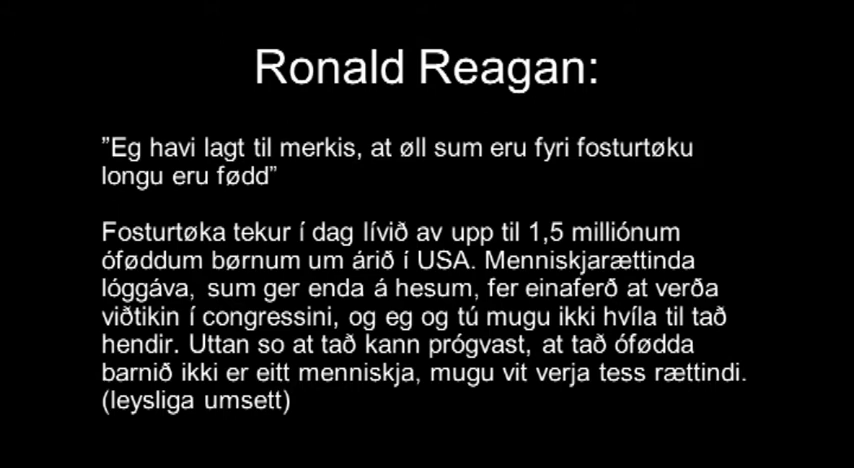 Ronald Reagan:
”Eg havi lagt til merkis, at øll sum eru fyri fosturtøku
longu eru fødd”
Fosturtøka tekur í dag lívið av upp til 1,5 milliónum
óføddum børnum um árið í USA. Menniskjarættinda
lóggáva, sum ger enda á hesum, fer einaferð at verða
viðtikin í congressini, og eg og tú mugu ikki hvíla til tað
hendir. Uttan so at tað kann prógvast, at tað ófødda
barnið ikki er eitt menniskja, mugu vit verja tess rættindi.
(leysliga umsett)